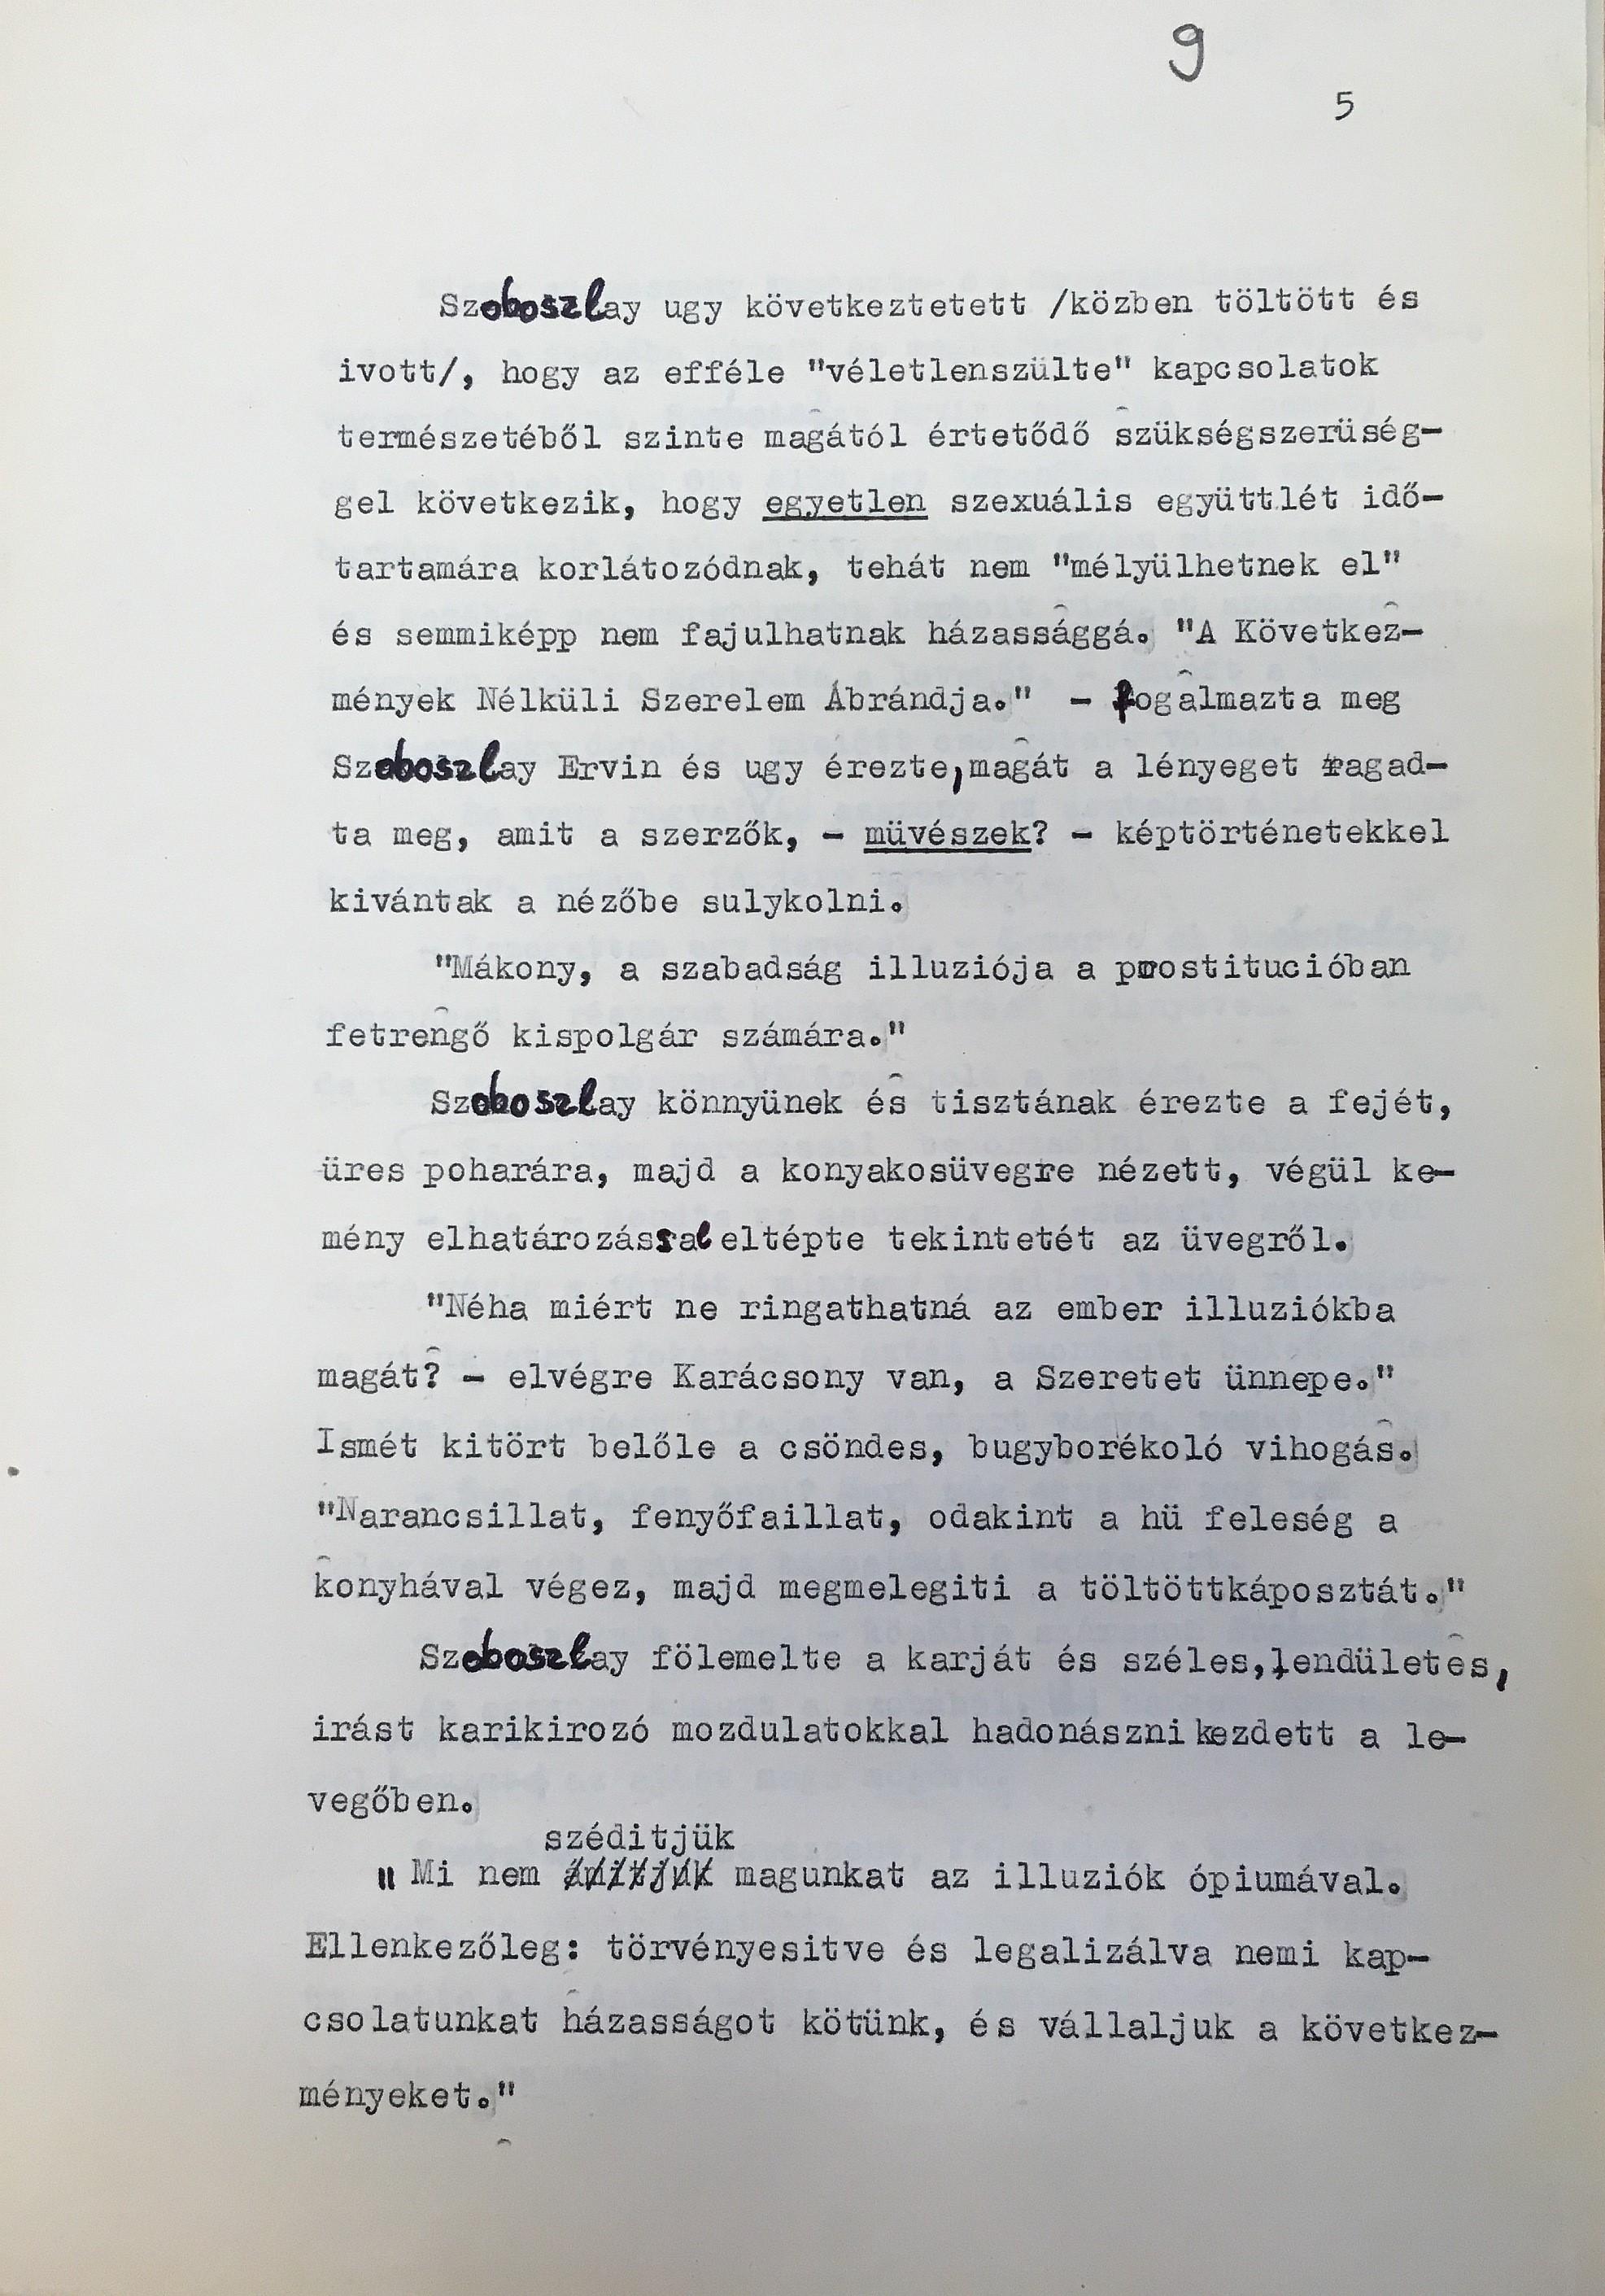 9
5
Szoboszlay ugy következtetett /közben töltött és
ivott/, hogy az efféle "véletlenszülte" kapcsolatok
természetéből szinte magától értetődő szükségszerüség-
gel következik, hogy egyetlen szexuális együttlét idő-
tartamára korlátozódnak, tehát nem "mélyülhetnek el"
és semmiképp nem fajulhatnak házassággá. "A Következ-
mények Nélküli Szerelem Ábrándja." - fogalmazta meg
Szoboszlay Ervin és ugy érezte, magát a lényeget ragad-
ta meg, amit a szerzők, - müvészek? - képtörténetekkel
kivántak a nézőbe sulykolni.
"Mákony, a szabadság illuziója a prostitucióban
fetrengő kispolgár számára."
Szoboszlay könnyünek és tisztának érezte a fejét,
üres poharára, majd a konyakosüvegre nézett, végül ke-
mény elhatározással eltépte tekintetét az üvegről.
"Néha miért ne ringathatná az ember illuziókba
magát? - elvégre Karácsony van, a Szeretet ünnepe."
Ismét kitört belőle a csöndes, bugyborékoló vihogás.
"Narancsillat, fenyőfaillat, odakint a hü feleség a
konyhával végez, majd megmelegiti a töltöttkáposztát."
Szoboszlay fölemelte a karját és széles, lendületes,
irást karikirozó mozdulatokkal hadonászni kezdett a le-
vegőben.
széditjük
"Mi nem ámitjuk magunkat az illuziók ópiumával.
Ellenkezőleg: törvényesitve és legalizálva nemi kap-
csolatunkat házasságot kötünk, és vállaljuk a következ-
ményeket."